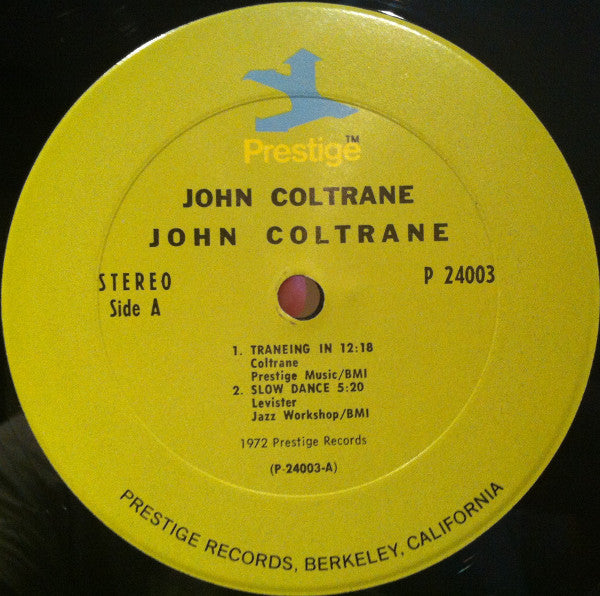 Prestige™
JOHN COLTRANE
JOHN COLTRANE
STEREO
Side A
P 24003
1. TRANEING IN 12:18
Coltrane
Prestige Music/BMI
2. SLOW DANCE 5:20
Levister
Jazz Workshop/BMI
1972 Prestige Records
(P-24003-A)
PRESTIGE RECORDS, BERKELEY, CALIFORNIA